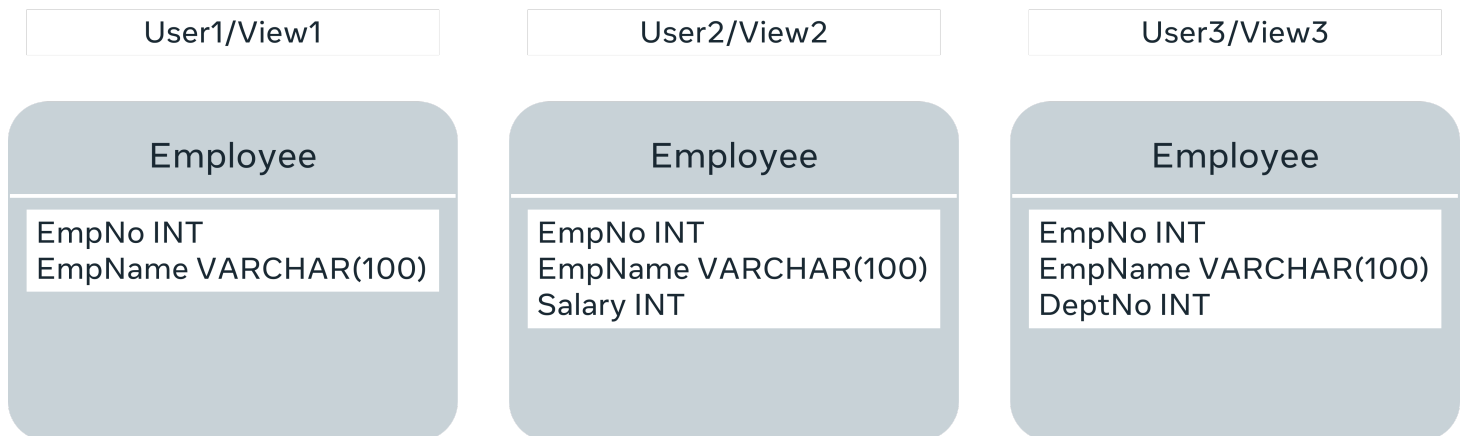 User1/View1
User2/View2
User3/View3
Employee
EmpNo INT
EmpName VARCHAR(100)
Employee
EmpNo INT
EmpName VARCHAR(100)
Salary INT
Employee
EmpNo INT
EmpName VARCHAR(100)
DeptNo INT